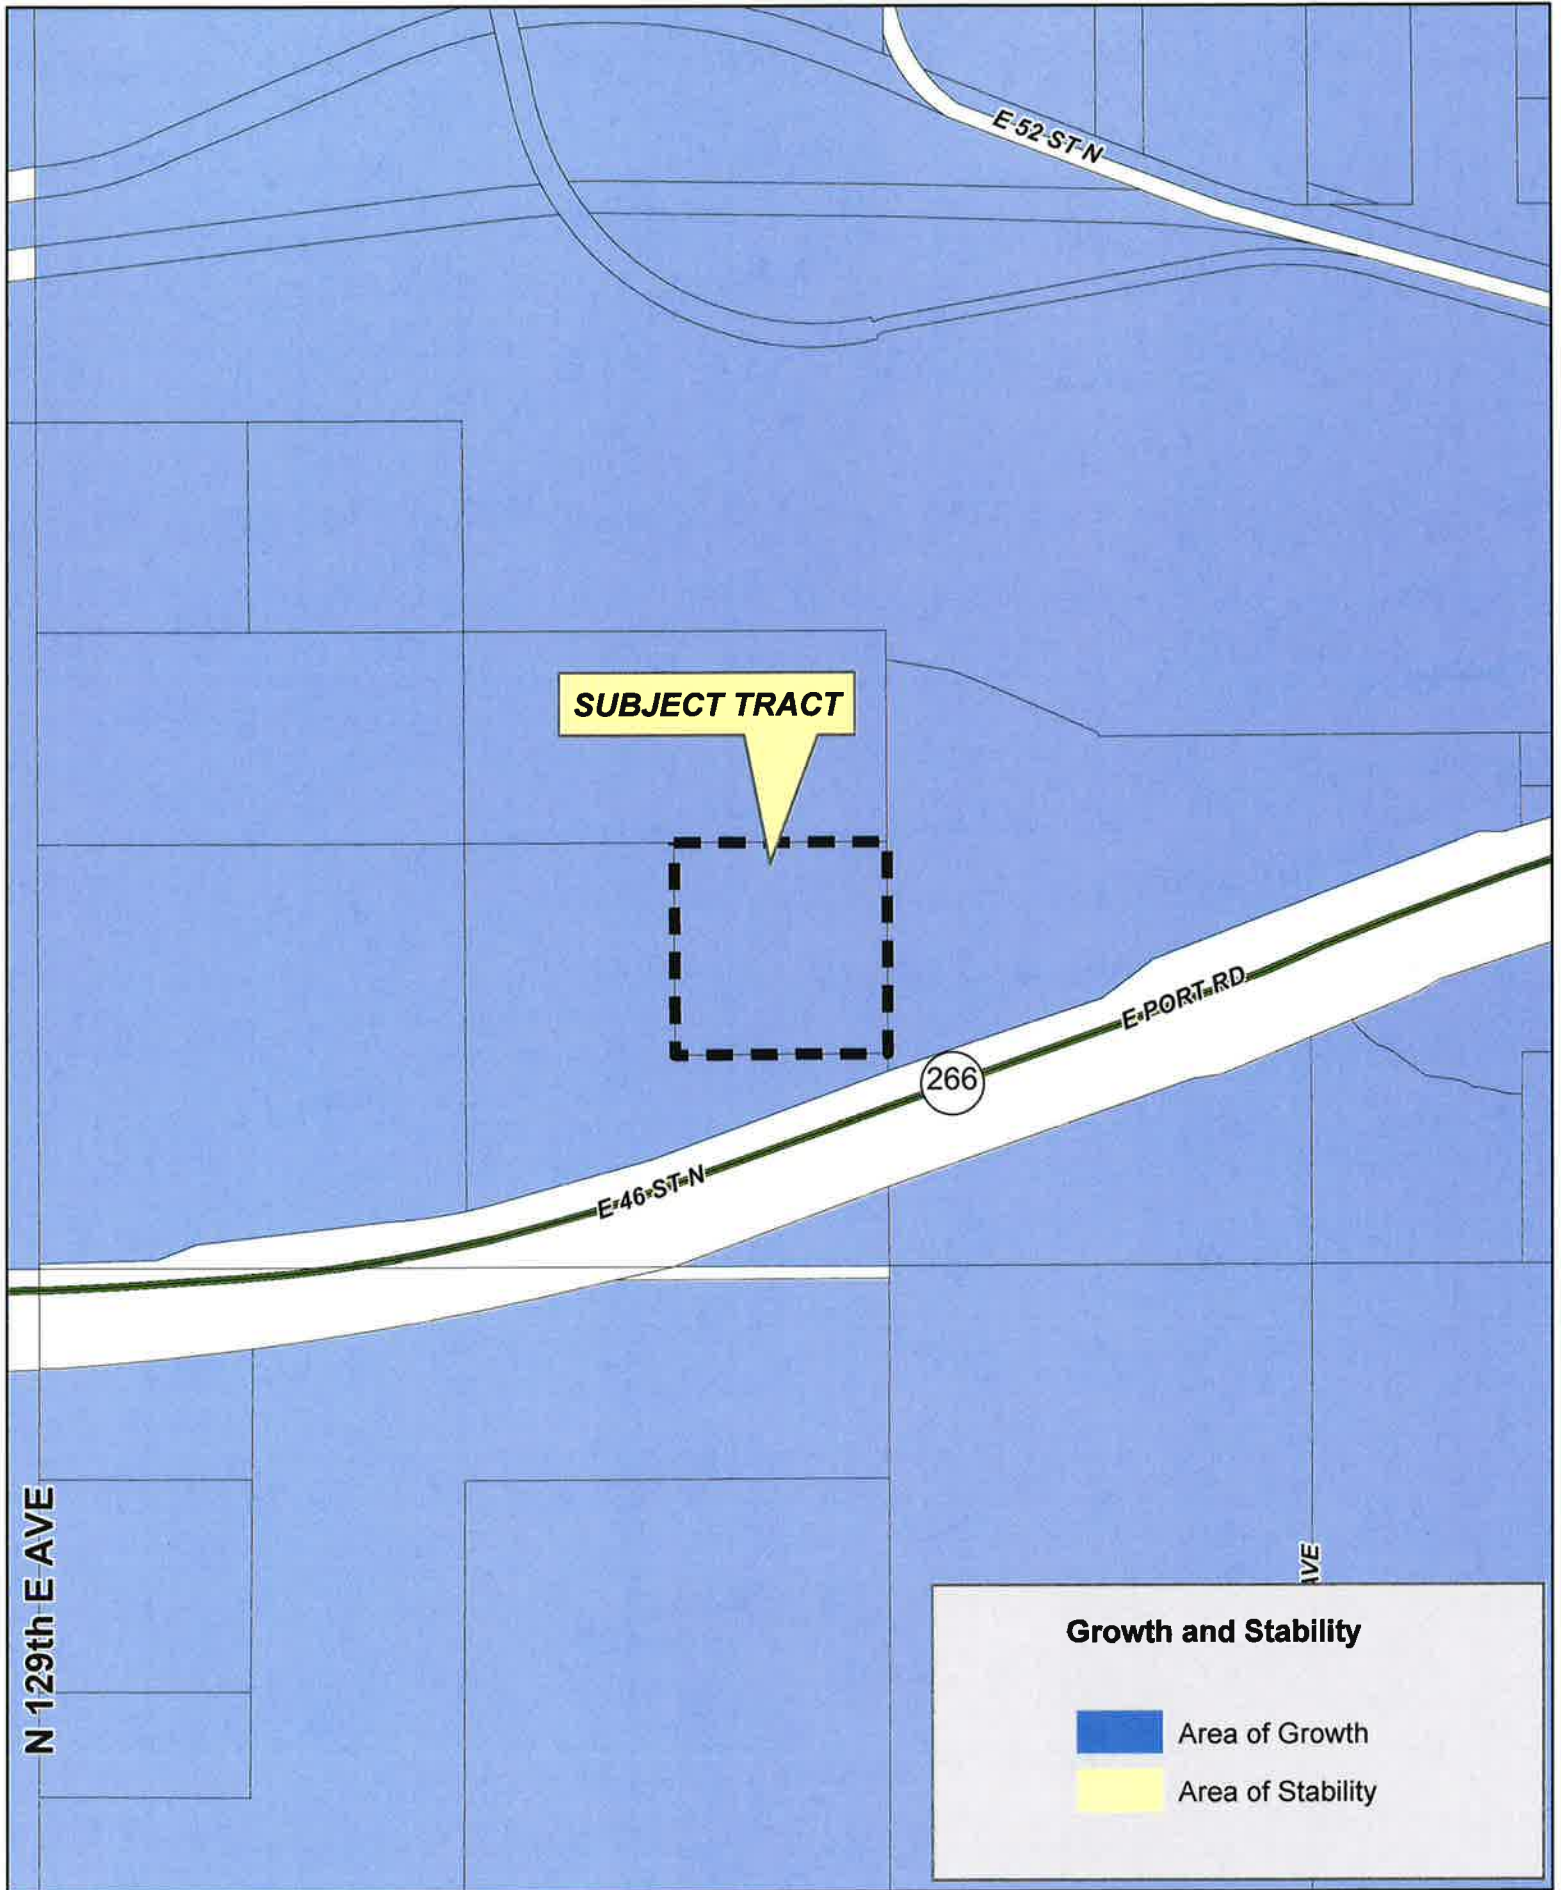 E 52 ST N
SUBJECT TRACT
E PORT RD
266
E 46 ST N
N 129th E AVE
AVE
Growth and Stability
Area of Growth
Area of Stability